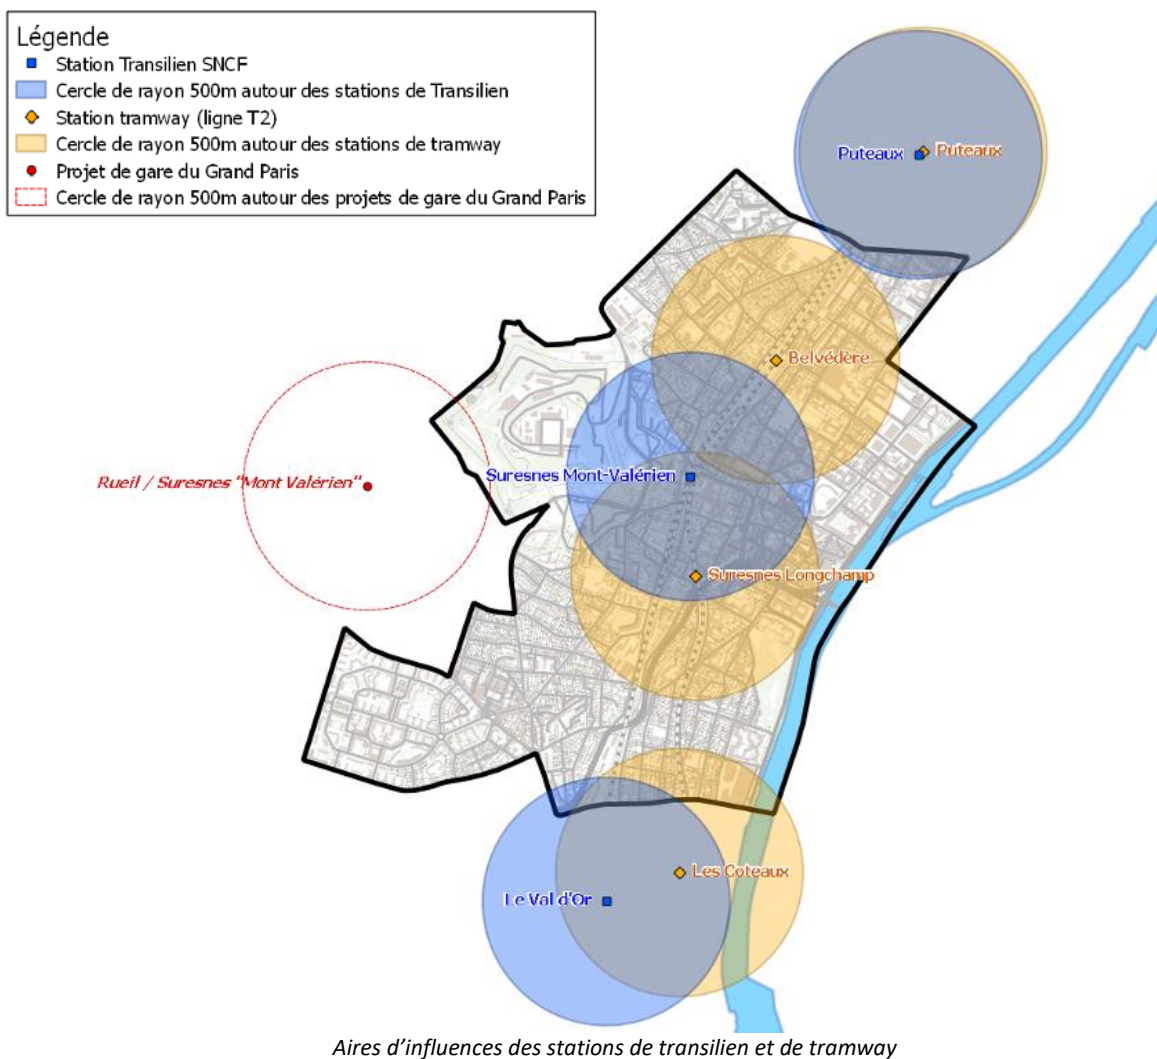 Légende
Station Transilien SNCF
Cercle de rayon 500m autour des stations de Transilien
Station tramway (ligne T2)
Cercle de rayon 500m autour des stations de tramway
Projet de gare du Grand Paris
Cercle de rayon 500m autour des projets de gare du Grand Paris
Puteaux
Puteaux
Belvédère
Suresnes Mont-Valérien
Rueil / Suresnes "Mont Valérien"
Suresnes Longchamp
Les Coteaux
Le Val d'Or
Aires d’influences des stations de transilien et de tramway